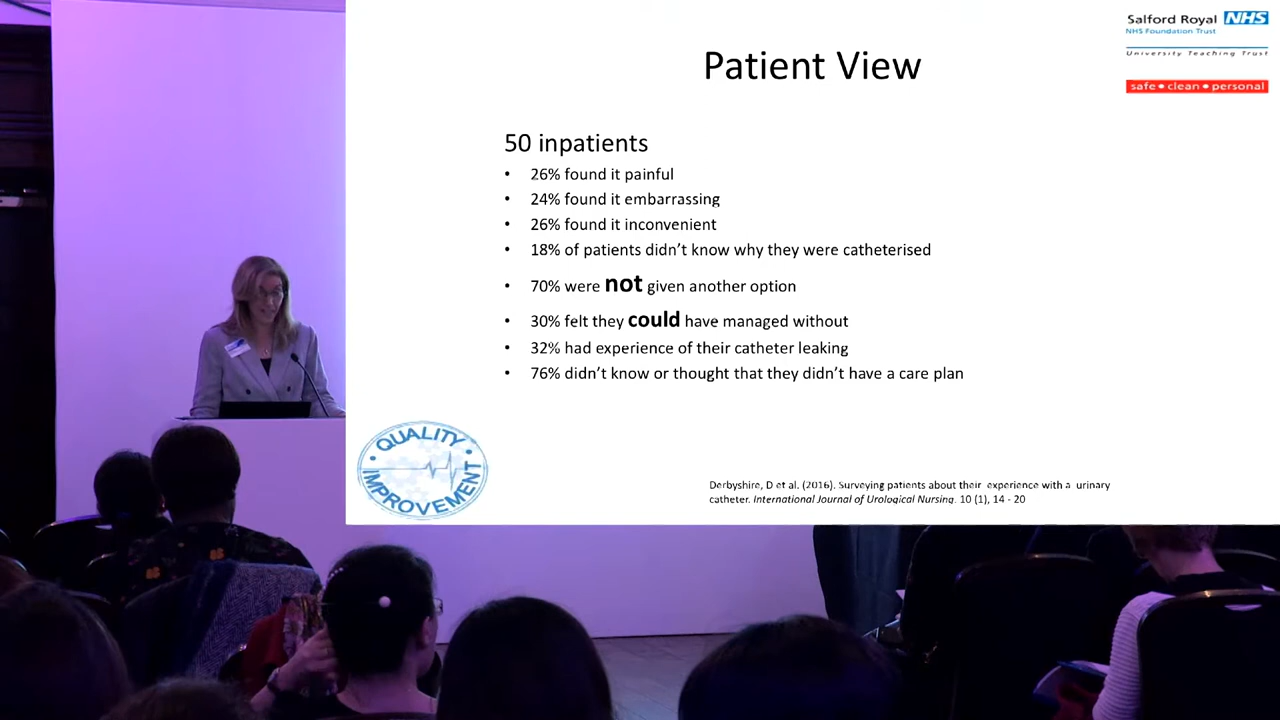 Salford Royal NHS
NHS Foundation Trust
University Teaching Trust
safe • clean • personal
Patient View
50 inpatients
• 26% found it painful
• 24% found it embarrassing
• 26% found it inconvenient
• 18% of patients didn't know why they were catheterised
• 70% were not given another option
• 30% felt they could have managed without
• 32% had experience of their catheter leaking
• 76% didn't know or thought that they didn't have a care plan
• QUALITY •
IMPROVEMENT
Derbyshire, D et al. (2016). Surveying patients about their experience with a urinary
catheter. International Journal of Urological Nursing. 10 (1), 14 - 20